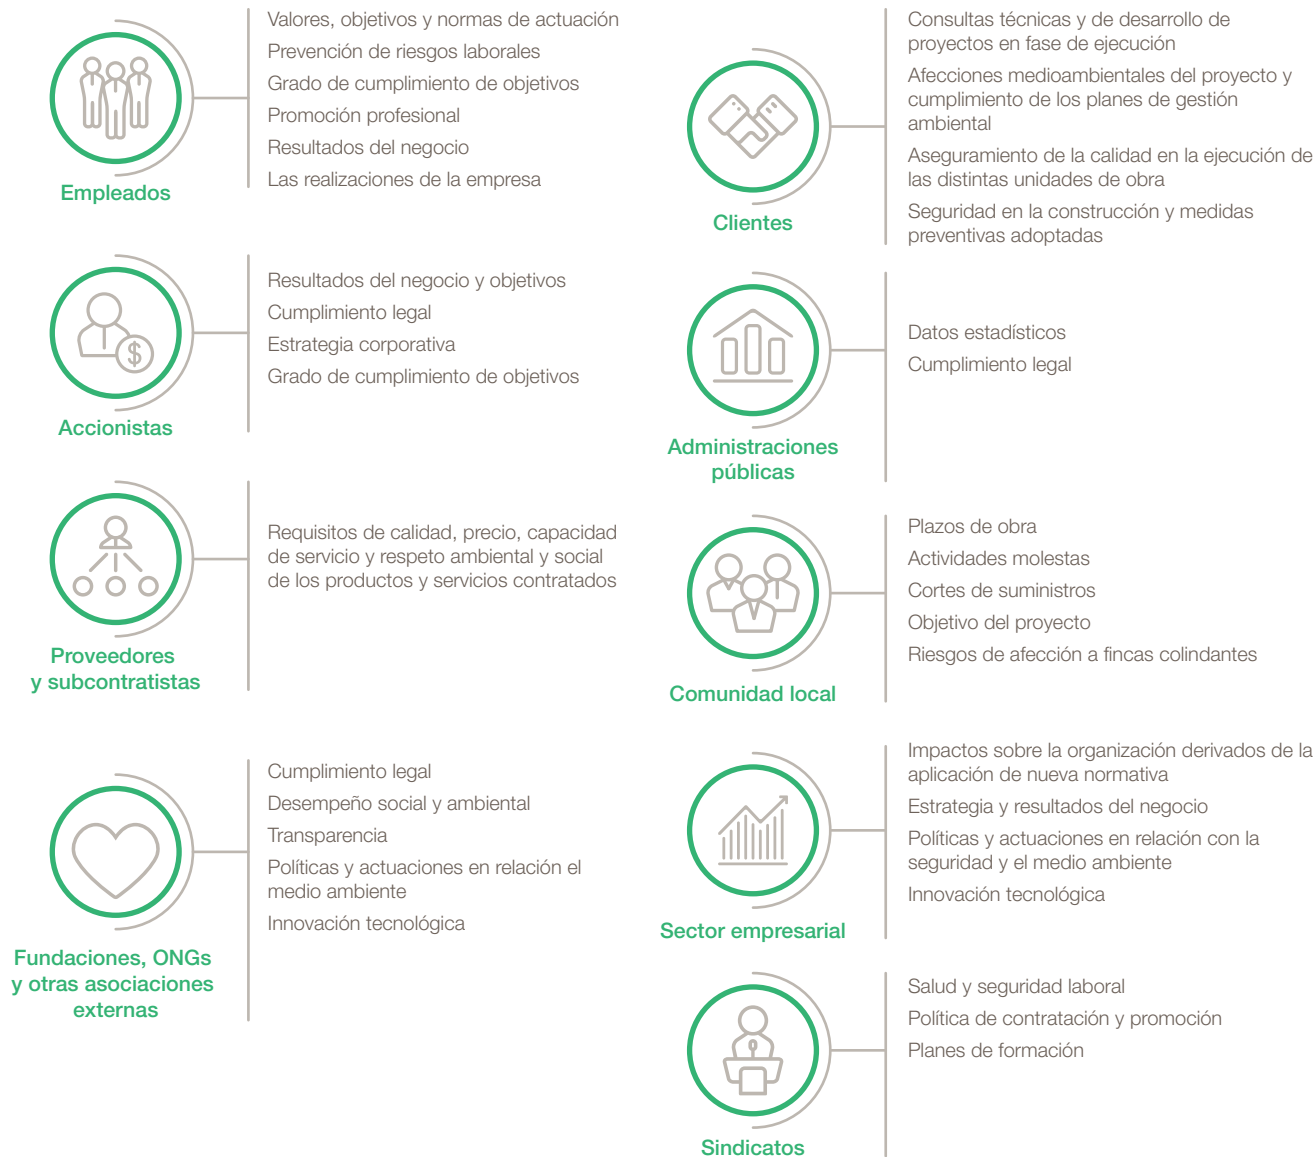 Valores, objetivos y normas de actuación
Prevención de riesgos laborales
Grado de cumplimiento de objetivos
Promoción profesional
Resultados del negocio
Las realizaciones de la empresa
Empleados
Resultados del negocio y objetivos
Cumplimiento legal
Estrategia corporativa
Grado de cumplimiento de objetivos
Accionistas
Requisitos de calidad, precio, capacidad
de servicio y respeto ambiental y social
de los productos y servicios contratados
Proveedores
y subcontratistas
Cumplimiento legal
Desempeño social y ambiental
Transparencia
Políticas y actuaciones en relación el
medio ambiente
Innovación tecnológica
Fundaciones, ONGs
y otras asociaciones
externas
Consultas técnicas y de desarrollo de
proyectos en fase de ejecución
Afecciones medioambientales del proyecto y
cumplimiento de los planes de gestión
ambiental
Aseguramiento de la calidad en la ejecución de
las distintas unidades de obra
Seguridad en la construcción y medidas
preventivas adoptadas
Clientes
Datos estadísticos
Cumplimiento legal
Administraciones
públicas
Plazos de obra
Actividades molestas
Cortes de suministros
Objetivo del proyecto
Riesgos de afección a fincas colindantes
Comunidad local
Impactos sobre la organización derivados de la
aplicación de nueva normativa
Estrategia y resultados del negocio
Políticas y actuaciones en relación con la
seguridad y el medio ambiente
Innovación tecnológica
Sector empresarial
Salud y seguridad laboral
Política de contratación y promoción
Planes de formación
Sindicatos
$